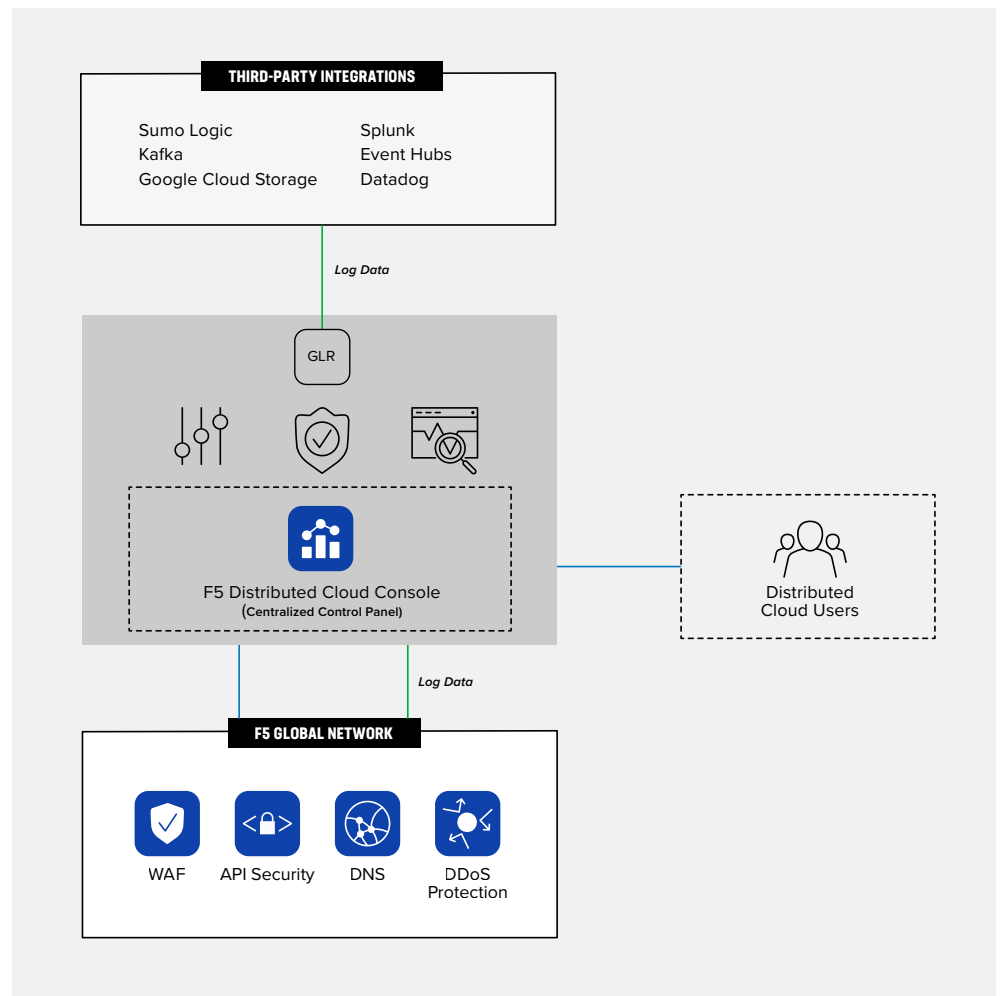 THIRD-PARTY INTEGRATIONS
Sumo Logic
Kafka
Google Cloud Storage
Splunk
Event Hubs
Datadog
Log Data
GLR
F5 Distributed Cloud Console
(Centralized Control Panel)
Distributed
Cloud Users
Log Data
F5 GLOBAL NETWORK
WAF
API Security
DNS
DDoS
Protection